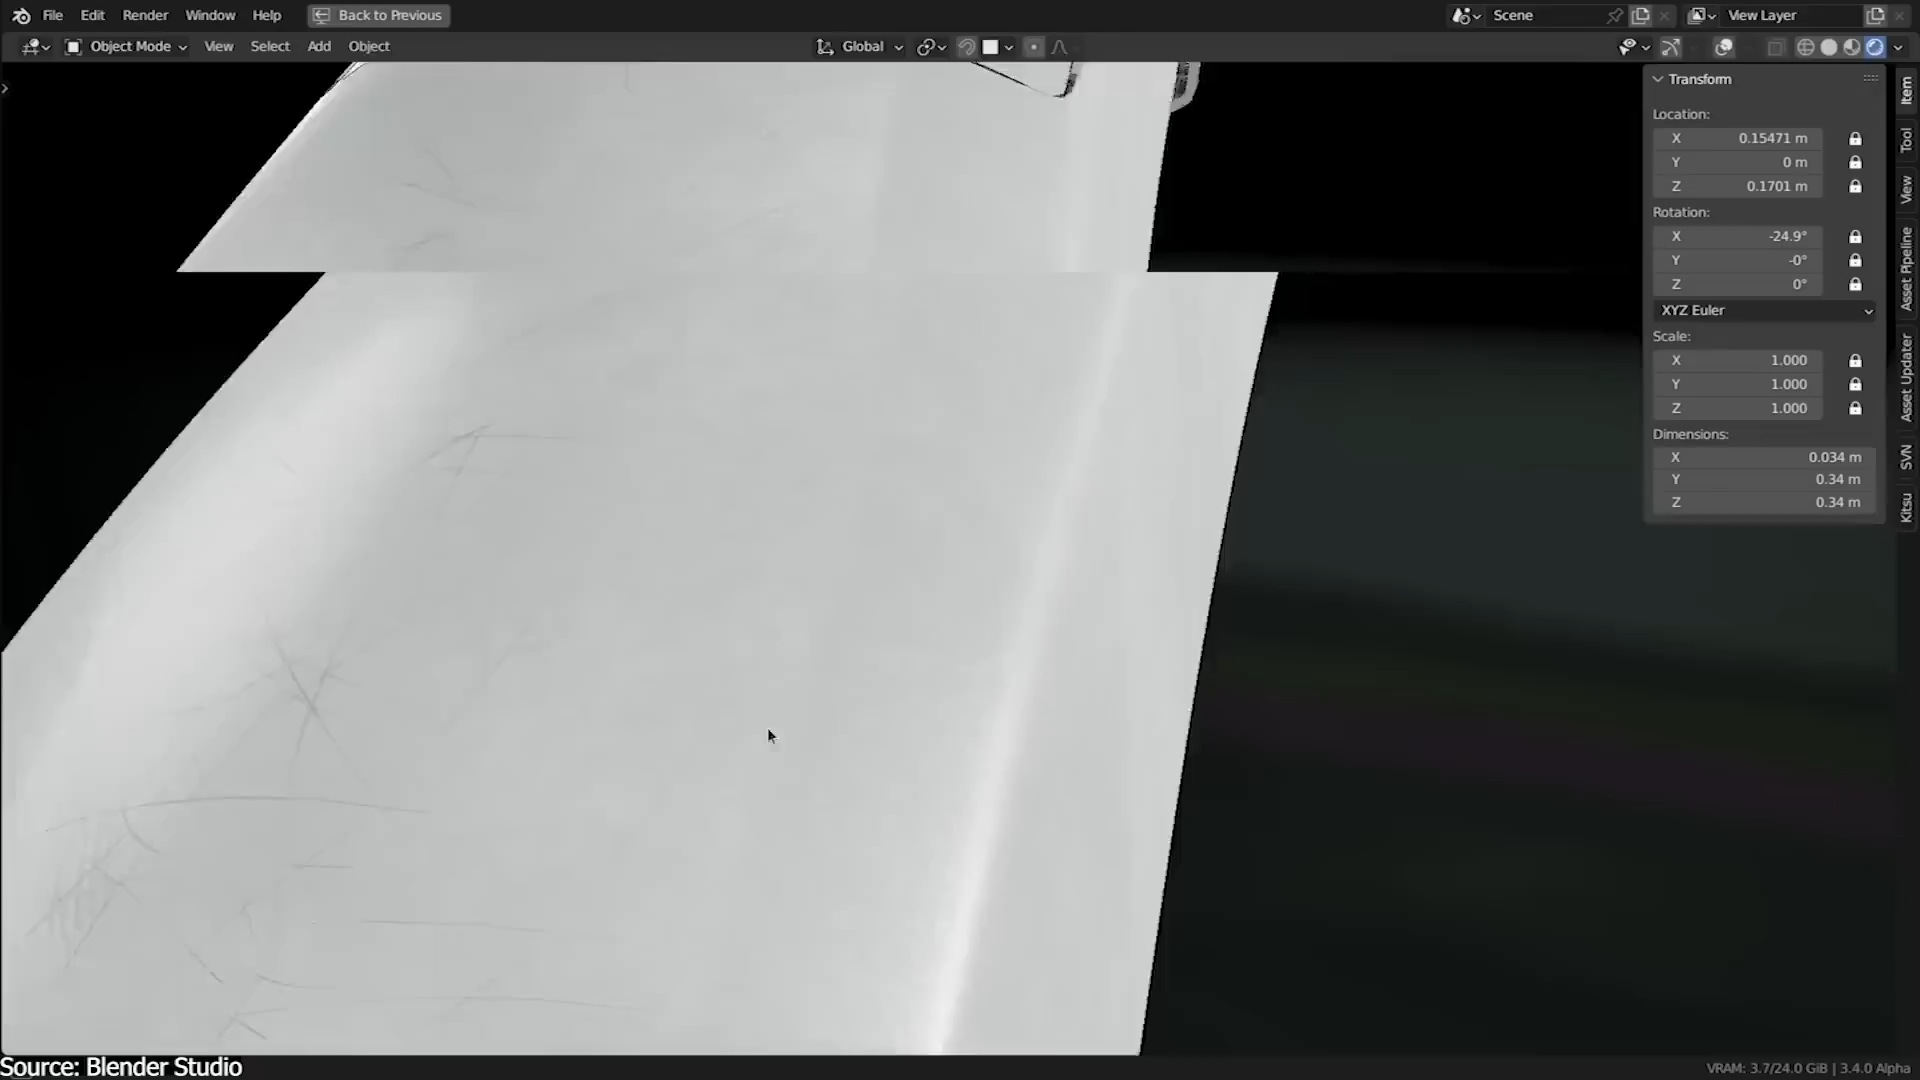 File Edit Render Window Help Back to Previous Scene View Layer
Object Mode View Select Add Object Global
Transform
Location:
X 0.15471 m
Y 0 m
Z 0.1701 m
Rotation:
X -24.9°
Y -0°
Z 0°
XYZ Euler
Scale:
X 1.000
Y 1.000
Z 1.000
Dimensions:
X 0.034 m
Y 0.34 m
Z 0.34 m
Item
Tool
View
Asset Pipeline
Asset Updater
SVN
Kitsu
Source: Blender Studio
VRAM: 3.7/24.0 GiB | 3.4.0 Alpha